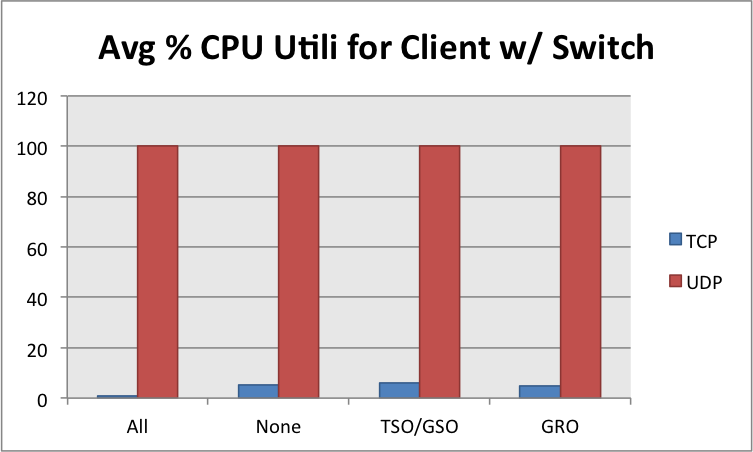 Avg % CPU Utili for Client w/ Switch
120
100
80
60
40
20
0
All None TSO/GSO GRO
TCP
UDP